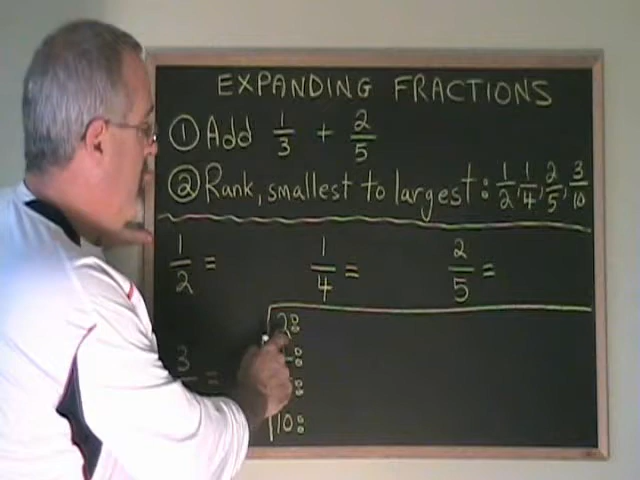 EXPANDING FRACTIONS
① Add 1/3 + 2/5
② Rank, smallest to largest: 1/2, 1/4, 2/5, 3/10
1/2 = 1/4 = 2/5 =
2:
:
3 = :
10: